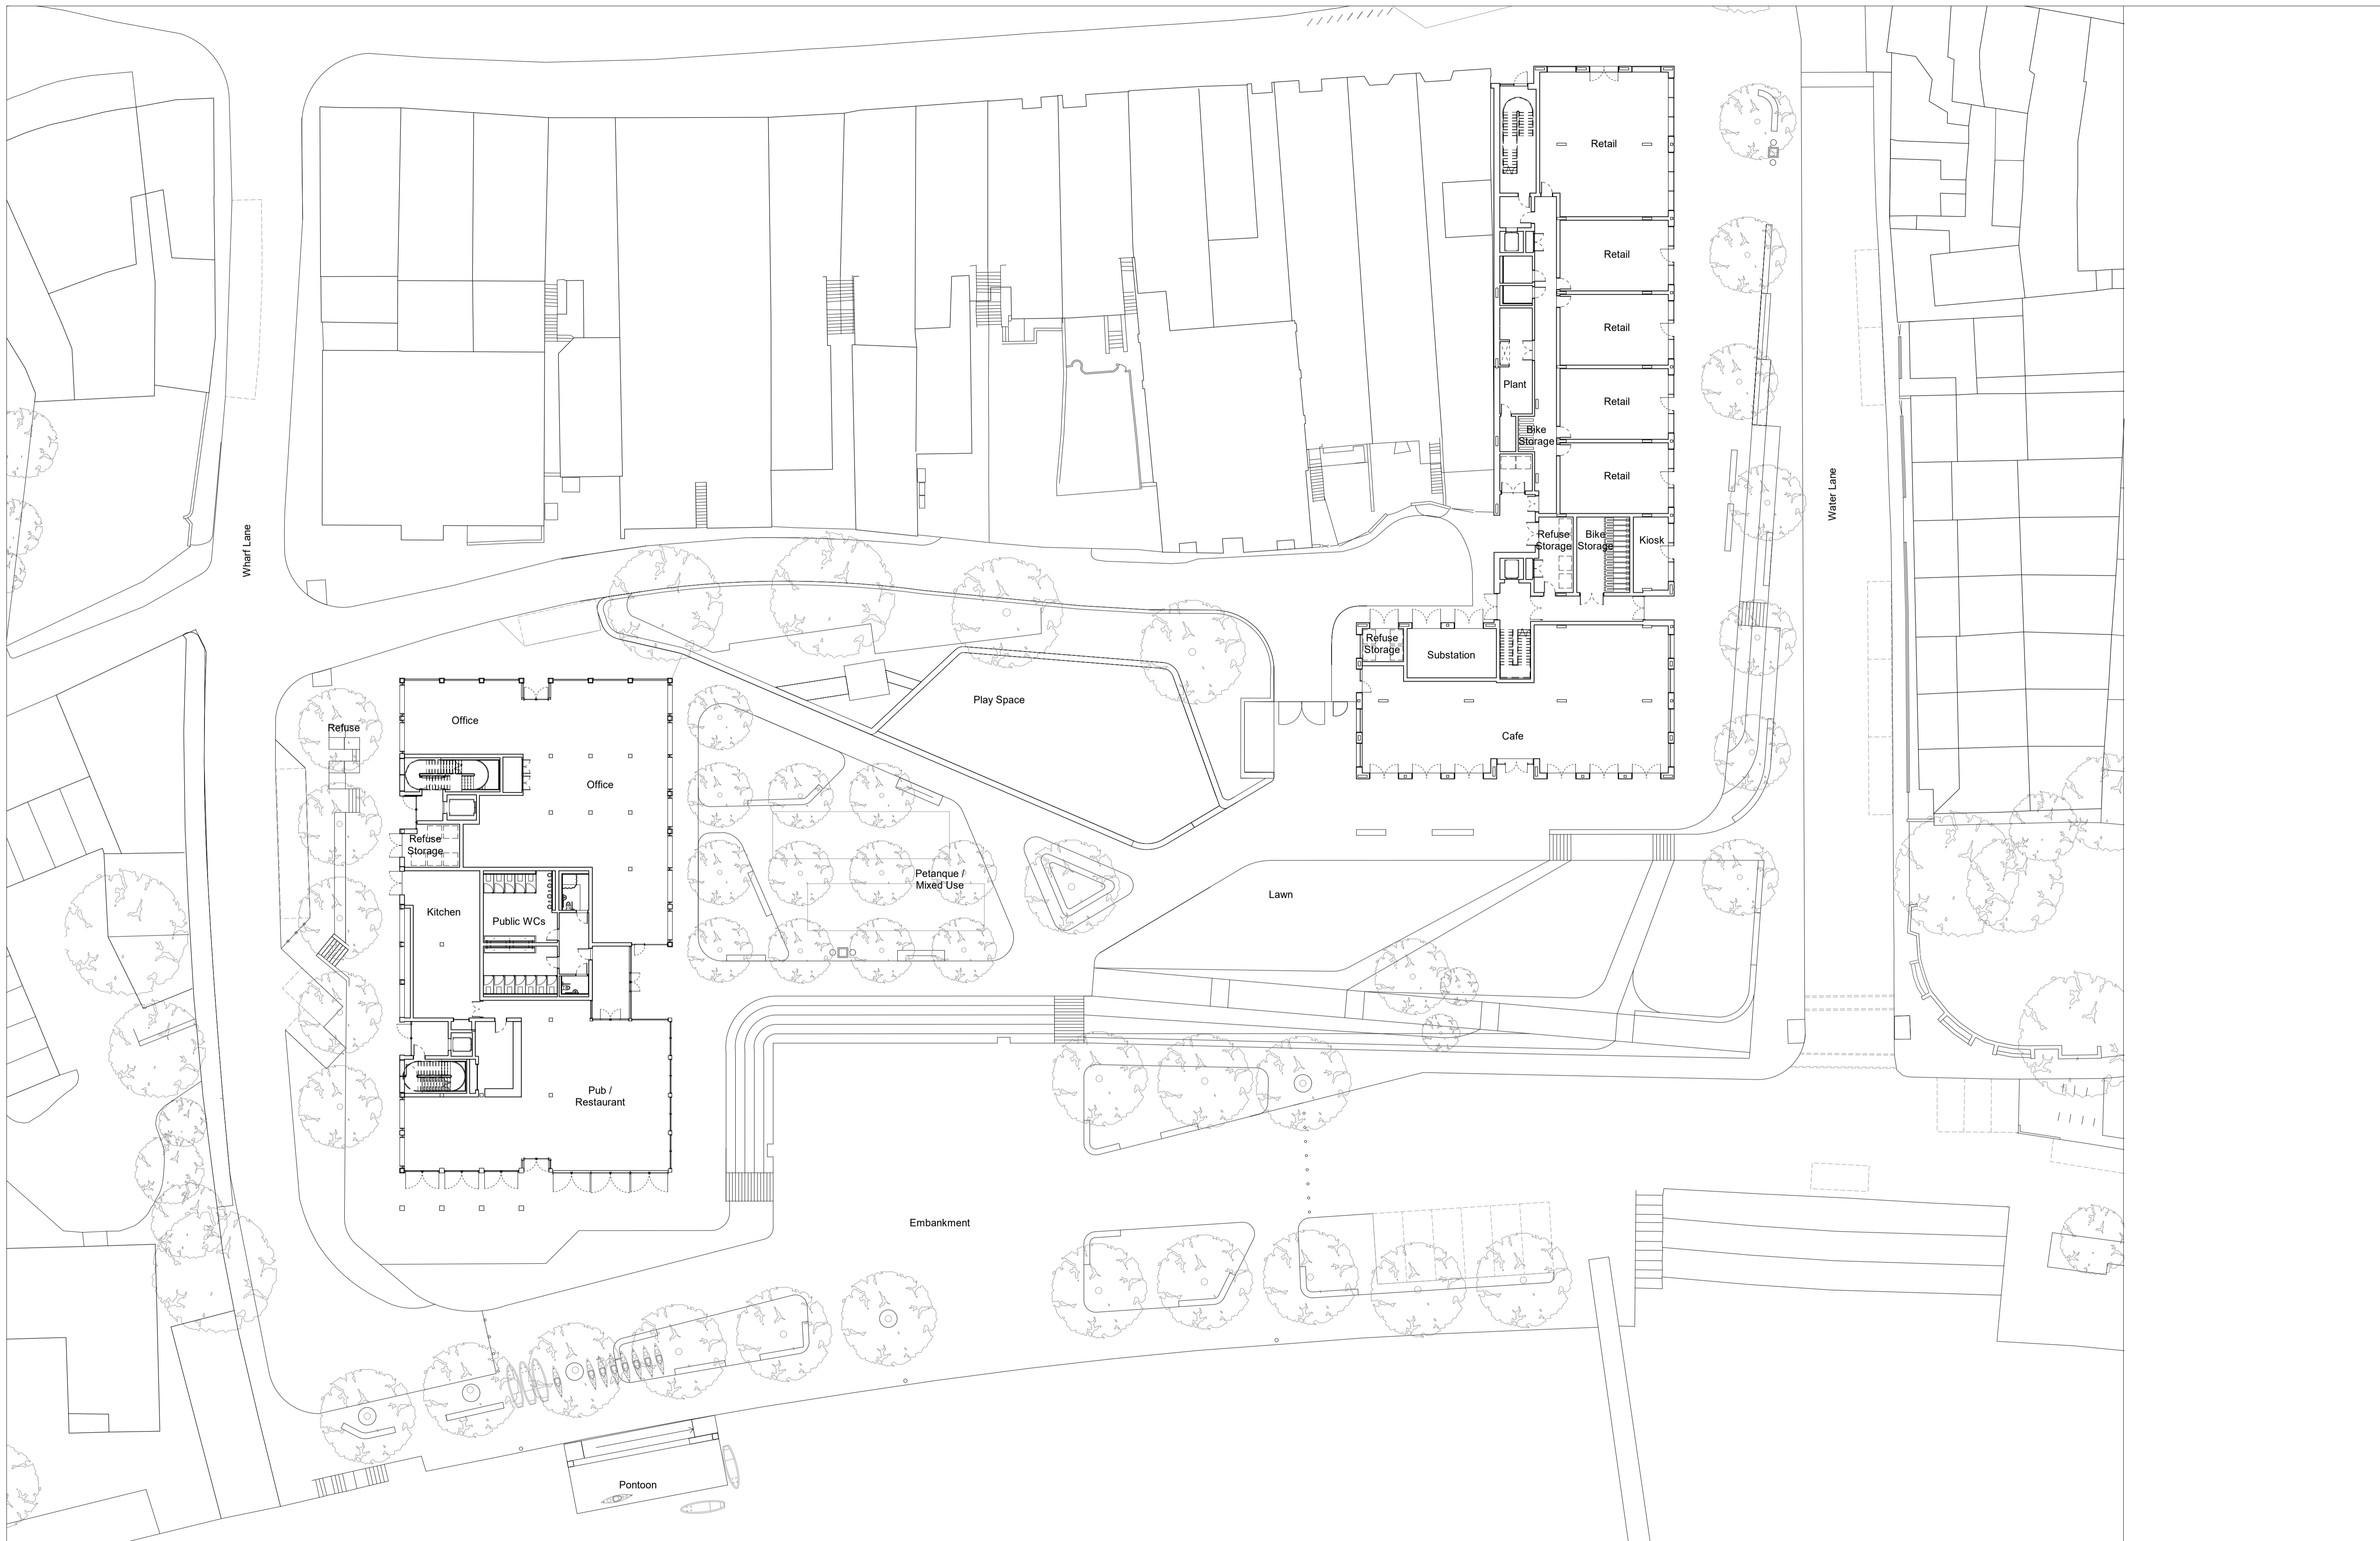 Retail
Retail
Retail
Plant
Retail
Bike
Storage
Retail
Water Lane
Wharf Lane
Refuse
Storage
Bike
Storage
Kiosk
Refuse
Storage
Substation
Play Space
Cafe
Office
Refuse
Office
Refuse
Storage
Petanque /
Mixed Use
Lawn
Kitchen
Public WCs
Pub /
Restaurant
Embankment
Pontoon